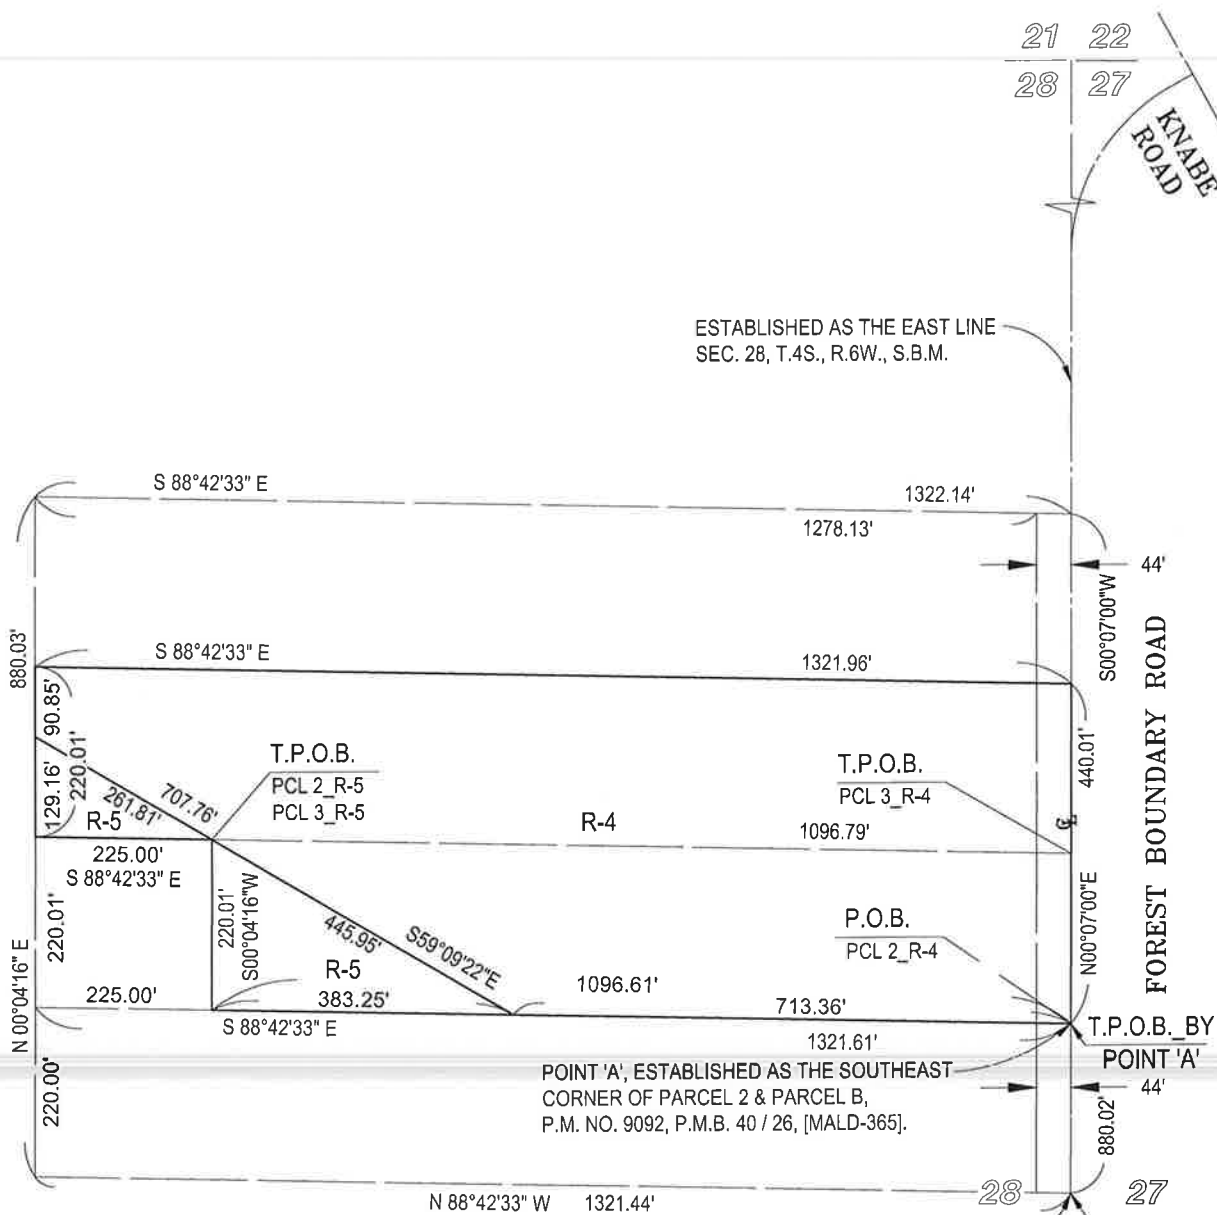 21 22
28 27
KNABE
ROAD
ESTABLISHED AS THE EAST LINE
SEC. 28, T.4S., R.6W., S.B.M.
S 88°42'33" E
1322.14'
1278.13'
44'
S00°07'00"W
880.03'
S 88°42'33" E
1321.96'
90.85'
220.01'
129.16'
707.76'
261.81'
R-5
T.P.O.B.
PCL 2_R-5
PCL 3_R-5
R-4
T.P.O.B.
PCL 3_R-4
1096.79'
440.01'
FOREST BOUNDARY ROAD
225.00'
S 88°42'33" E
220.01'
220.01'
S00°04'16"W
445.95'
S59°09'22"E
P.O.B.
PCL 2_R-4
N00°07'00"E
N 00°04'16" E
225.00'
R-5
383.25'
1096.61'
713.36'
S 88°42'33" E
1321.61'
T.P.O.B._BY
POINT 'A'
POINT 'A', ESTABLISHED AS THE SOUTHEAST
CORNER OF PARCEL 2 & PARCEL B,
P.M. NO. 9092, P.M.B. 40 / 26, [MALD-365].
44'
220.00'
880.02'
28 27
N 88°42'33" W 1321.44'